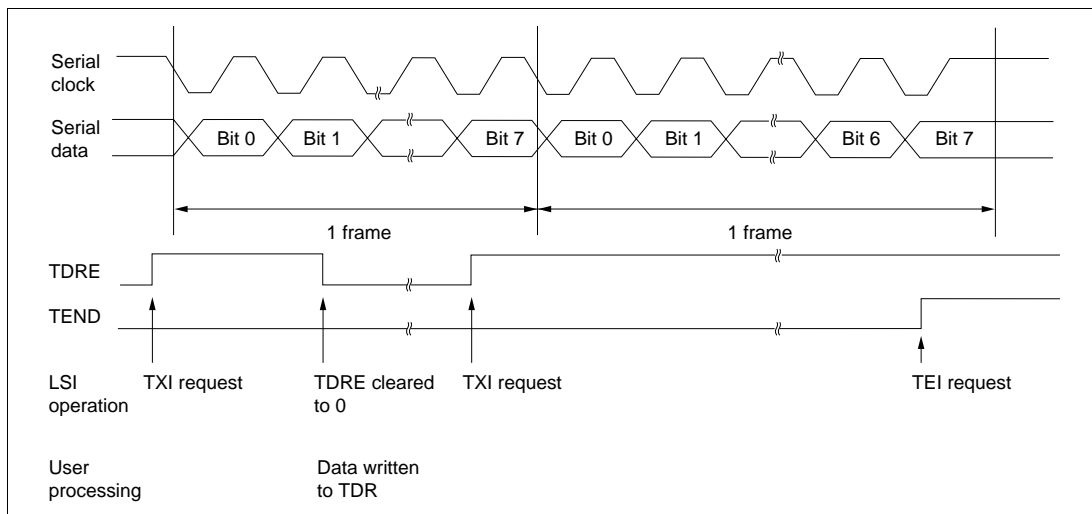 Serial
clock
Serial
data
Bit 0
Bit 1
Bit 7
Bit 0
Bit 1
Bit 6
Bit 7
1 frame
1 frame
TDRE
TEND
LSI
operation
TXI request
TDRE cleared
to 0
TXI request
TEI request
User
processing
Data written
to TDR